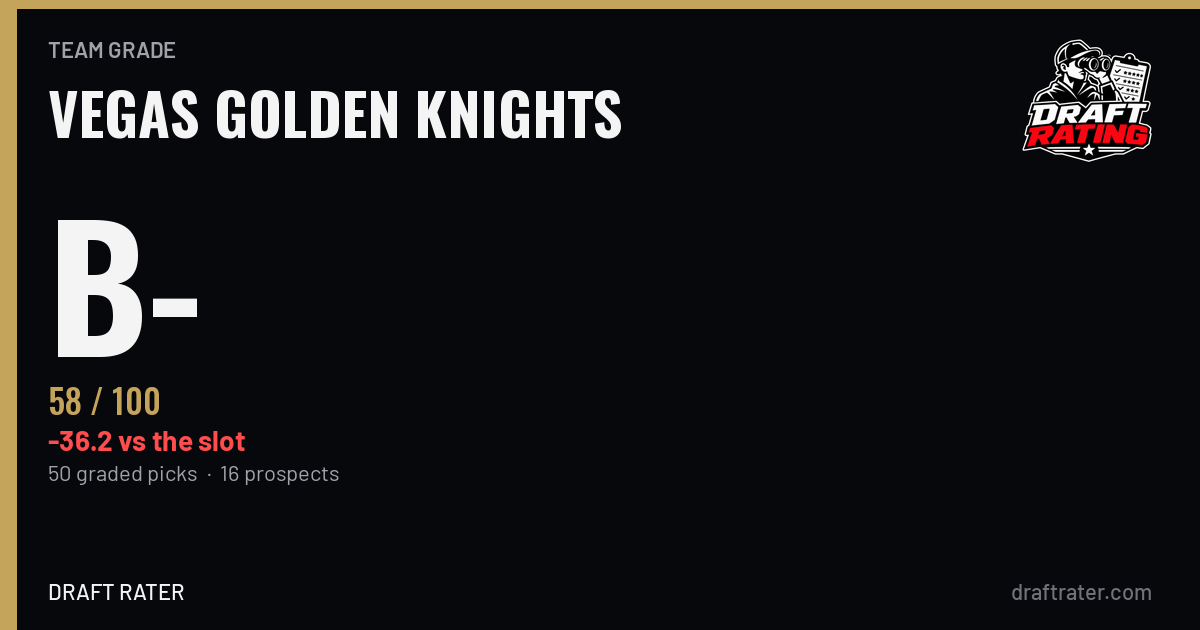 TEAM GRADE
VEGAS GOLDEN KNIGHTS
DRAFT
RATING
B-
58 / 100
-36.2 vs the slot
50 graded picks · 16 prospects
DRAFT RATER
draftrater.com